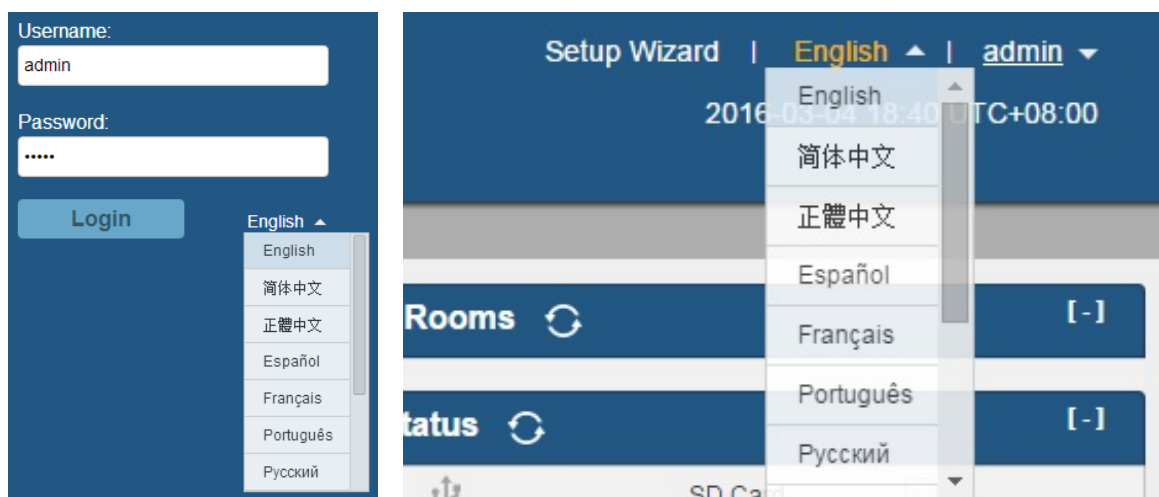 Username:
admin
Password:
•••••
Login
English
English
简体中文
正體中文
Español
Français
Português
Русский
Setup Wizard | English | admin
2016-03-04 18:40 UTC+08:00
English
简体中文
正體中文
Español
Français
Português
Русский
Rooms [-]
tatus [-]
SD Ca